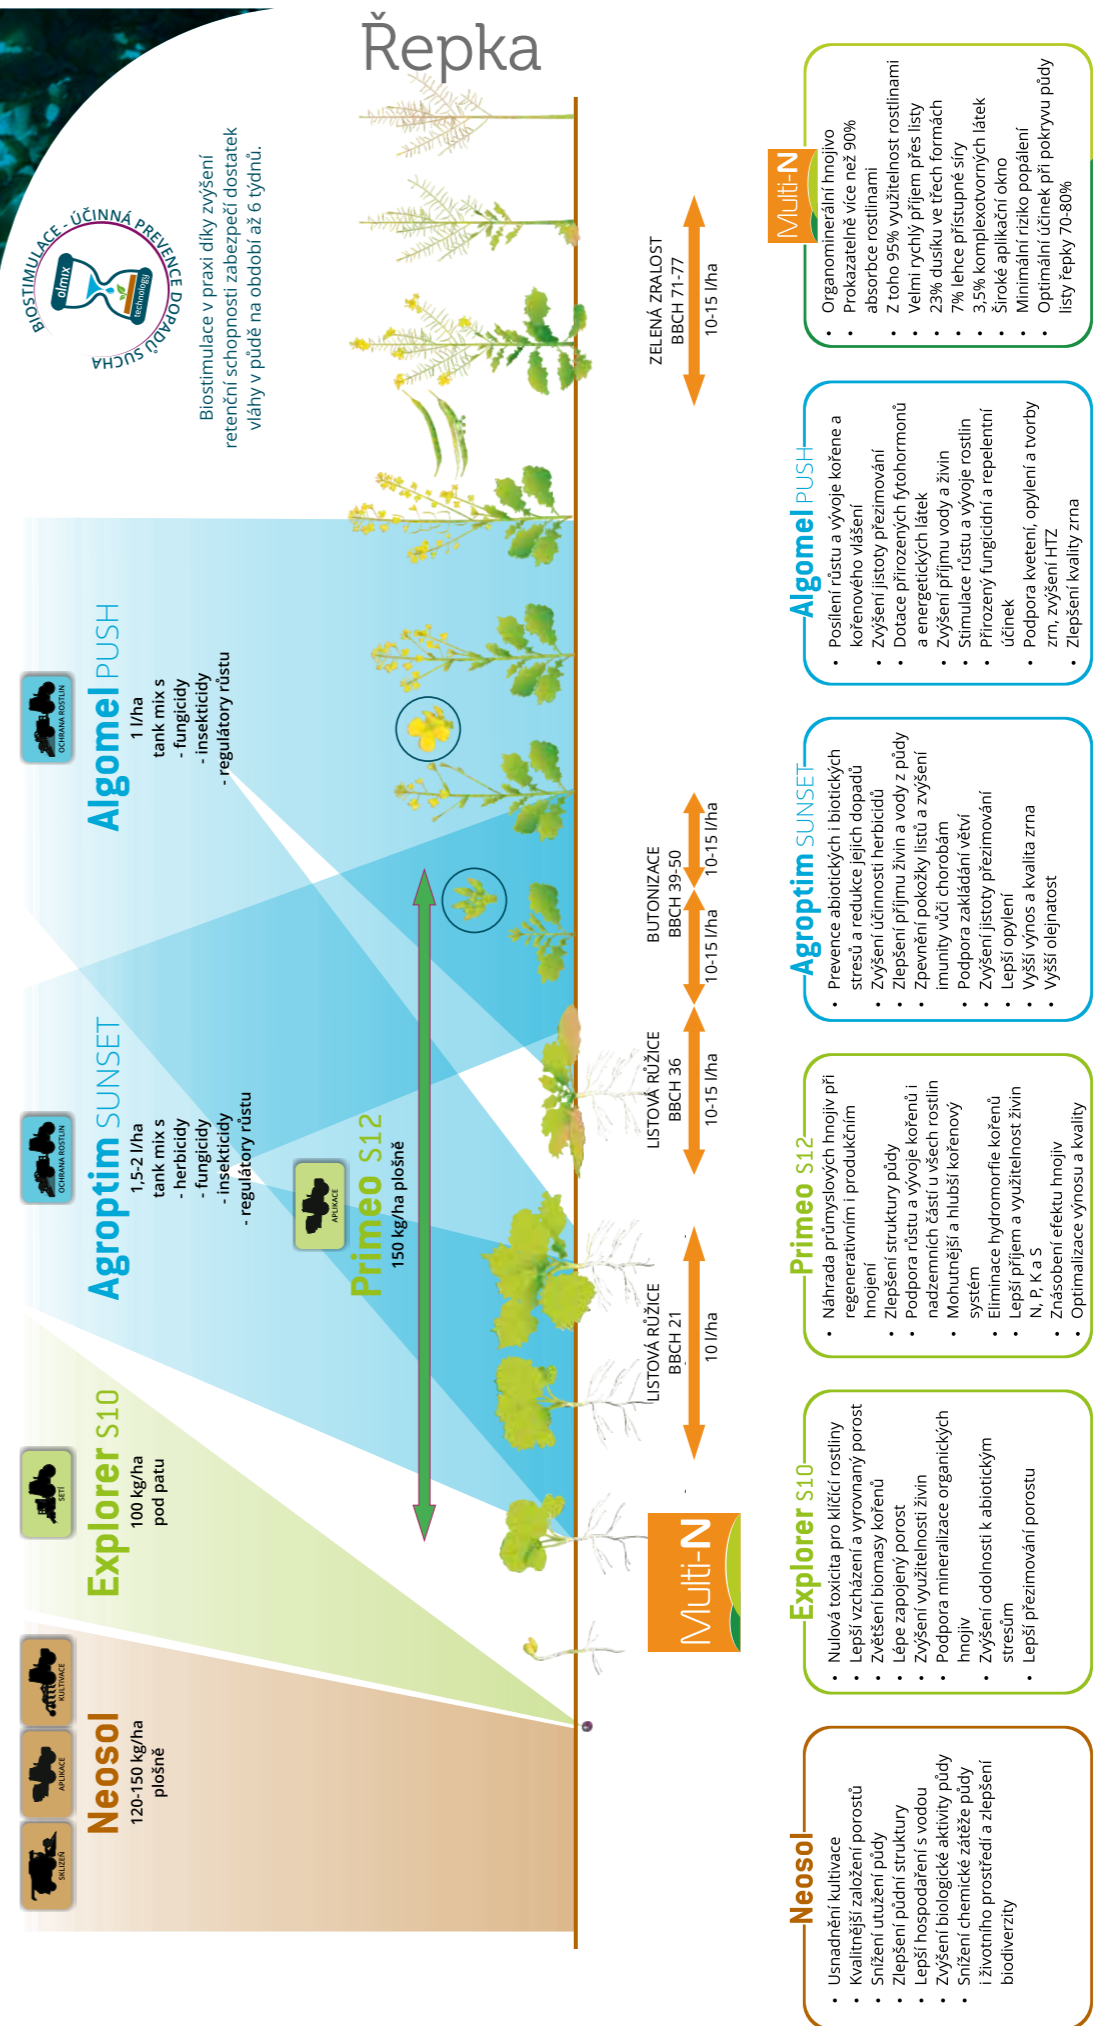 Řepka
BIOSTIMULACE - ÚČINNÁ PREVENCE DOPADŮ SUCHA
olmix
technology
Biostimulace v praxi díky zvýšení
retenční schopnosti zabezpečí dostatek
vláhy v půdě na období až 6 týdnů.
SKLIZEŇ
APLIKACE
KULTIVACE
Neosol
120-150 kg/ha
plošně
SETÍ
Explorer S10
100 kg/ha
pod patu
OCHRANA ROSTLIN
Agroptim SUNSET
1,5-2 l/ha
tank mix s
- herbicidy
- fungicidy
- insekticidy
- regulátory růstu
OCHRANA ROSTLIN
Algomel PUSH
1 l/ha
tank mix s
- fungicidy
- insekticidy
- regulátory růstu
APLIKACE
Primeo S12
150 kg/ha plošně
Multi-N
LISTOVÁ RŮŽICE
BBCH 21
10 l/ha
LISTOVÁ RŮŽICE
BBCH 36
10-15 l/ha
BUTONIZACE
BBCH 39-50
10-15 l/ha
10-15 l/ha
ZELENÁ ZRALOST
BBCH 71-77
10-15 l/ha
Neosol
• Usnadnění kultivace
• Kvalitnější založení porostů
• Snížení utužení půdy
• Zlepšení půdní struktury
• Lepší hospodaření s vodou
• Zvýšení biologické aktivity půdy
• Snížení chemické zátěže půdy
i životního prostředí a zlepšení
biodiverzity
Explorer S10
• Nulová toxicita pro klíčící rostliny
• Lepší vzcházení a vyrovnaný porost
• Zvětšení biomasy kořenů
• Lépe zapojený porost
• Zvýšení využitelnosti živin
• Podpora mineralizace organických
hnojiv
• Zvýšení odolnosti k abiotickým
stresům
• Lepší přezimování porostu
Primeo S12
• Náhrada průmyslových hnojiv při
regenerativním i produkčním
hnojení
• Zlepšení struktury půdy
• Podpora růstu a vývoje kořenů i
nadzemních částí u všech rostlin
• Mohutnější a hlubší kořenový
systém
• Eliminace hydromorfie kořenů
• Lepší příjem a využitelnost živin
N, P, K a S
• Znásobení efektu hnojiv
• Optimalizace výnosu a kvality
Agroptim SUNSET
• Prevence abiotických i biotických
stresů a redukce jejich dopadů
• Zvýšení účinnosti herbicidů
• Zlepšení příjmu živin a vody z půdy
• Zpevnění pokožky listů a zvýšení
imunity vůči chorobám
• Podpora zakládání větví
• Zvýšení jistoty přezimování
• Lepší opylení
• Vyšší výnos a kvalita zrna
• Vyšší olejnatost
Algomel PUSH
• Posílení růstu a vývoje kořene a
kořenového vlášení
• Zvýšení jistoty přezimování
• Dotace přirozených fytohormonů
a energetických látek
• Zvýšení příjmu vody a živin
• Stimulace růstu a vývoje rostlin
• Přirozený fungicidní a repelentní
účinek
• Podpora kvetení, opylení a tvorby
zrn, zvýšení HTZ
• Zlepšení kvality zrna
Multi-N
• Organominerální hnojivo
• Prokazatelně více než 90%
absorbce rostlinami
• Z toho 95% využitelnost rostlinami
• Velmi rychlý příjem přes listy
• 23% dusíku ve třech formách
• 7% lehce přístupné síry
• 3,5% komplexotvorných látek
• Široké aplikační okno
• Minimální riziko popálení
• Optimální účinek při pokryvu půdy
listy řepky 70-80%